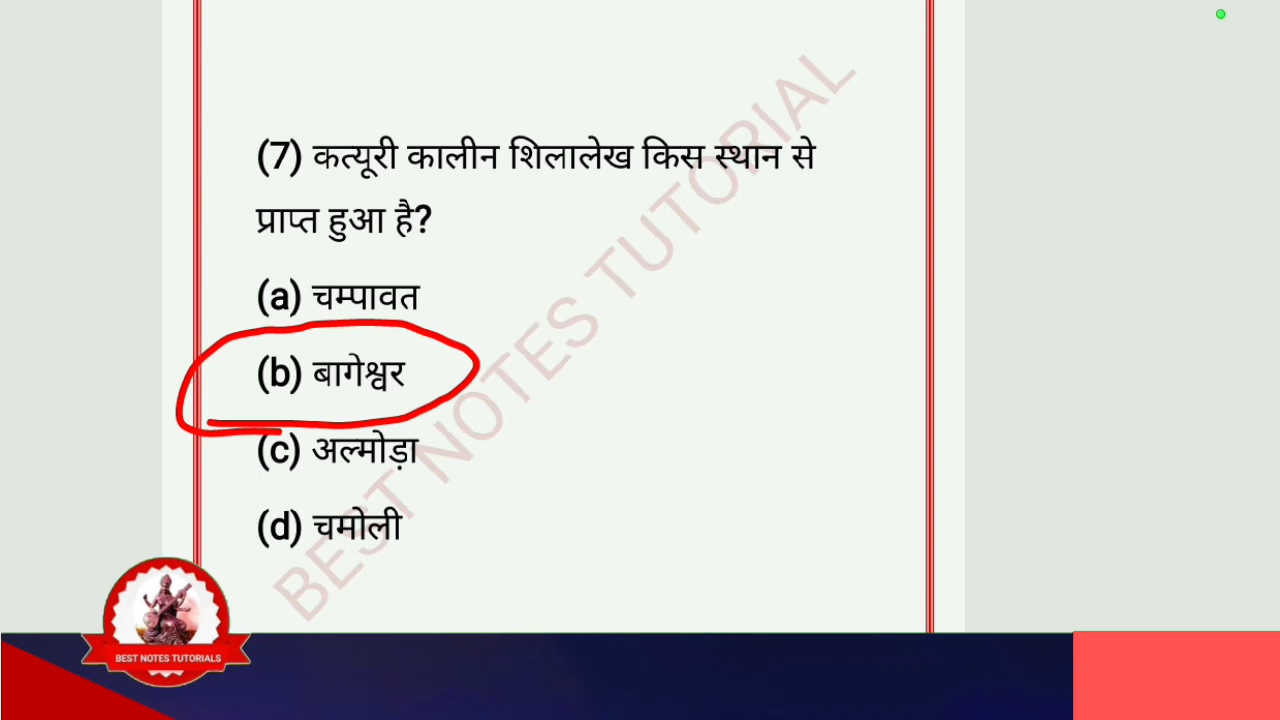 (7) कत्यूरी कालीन शिलालेख किस स्थान से
प्राप्त हुआ है?
(a) चम्पावत
(b) बागेश्वर
(c) अल्मोड़ा
(d) चमोली
BEST NOTES TUTORIAL
BEST NOTES TUTORIALS